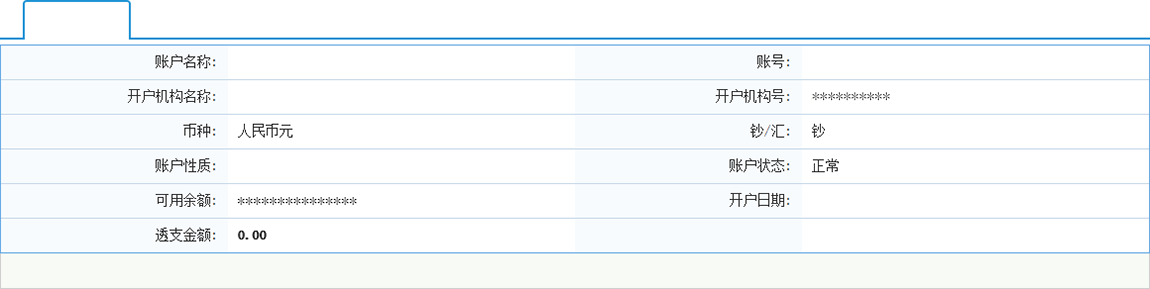 账户名称: 账号:
开户机构名称: 开户机构号: **********
币种: 人民币元 钞/汇: 钞
账户性质: 账户状态: 正常
可用余额: *************** 开户日期:
透支金额: 0.00